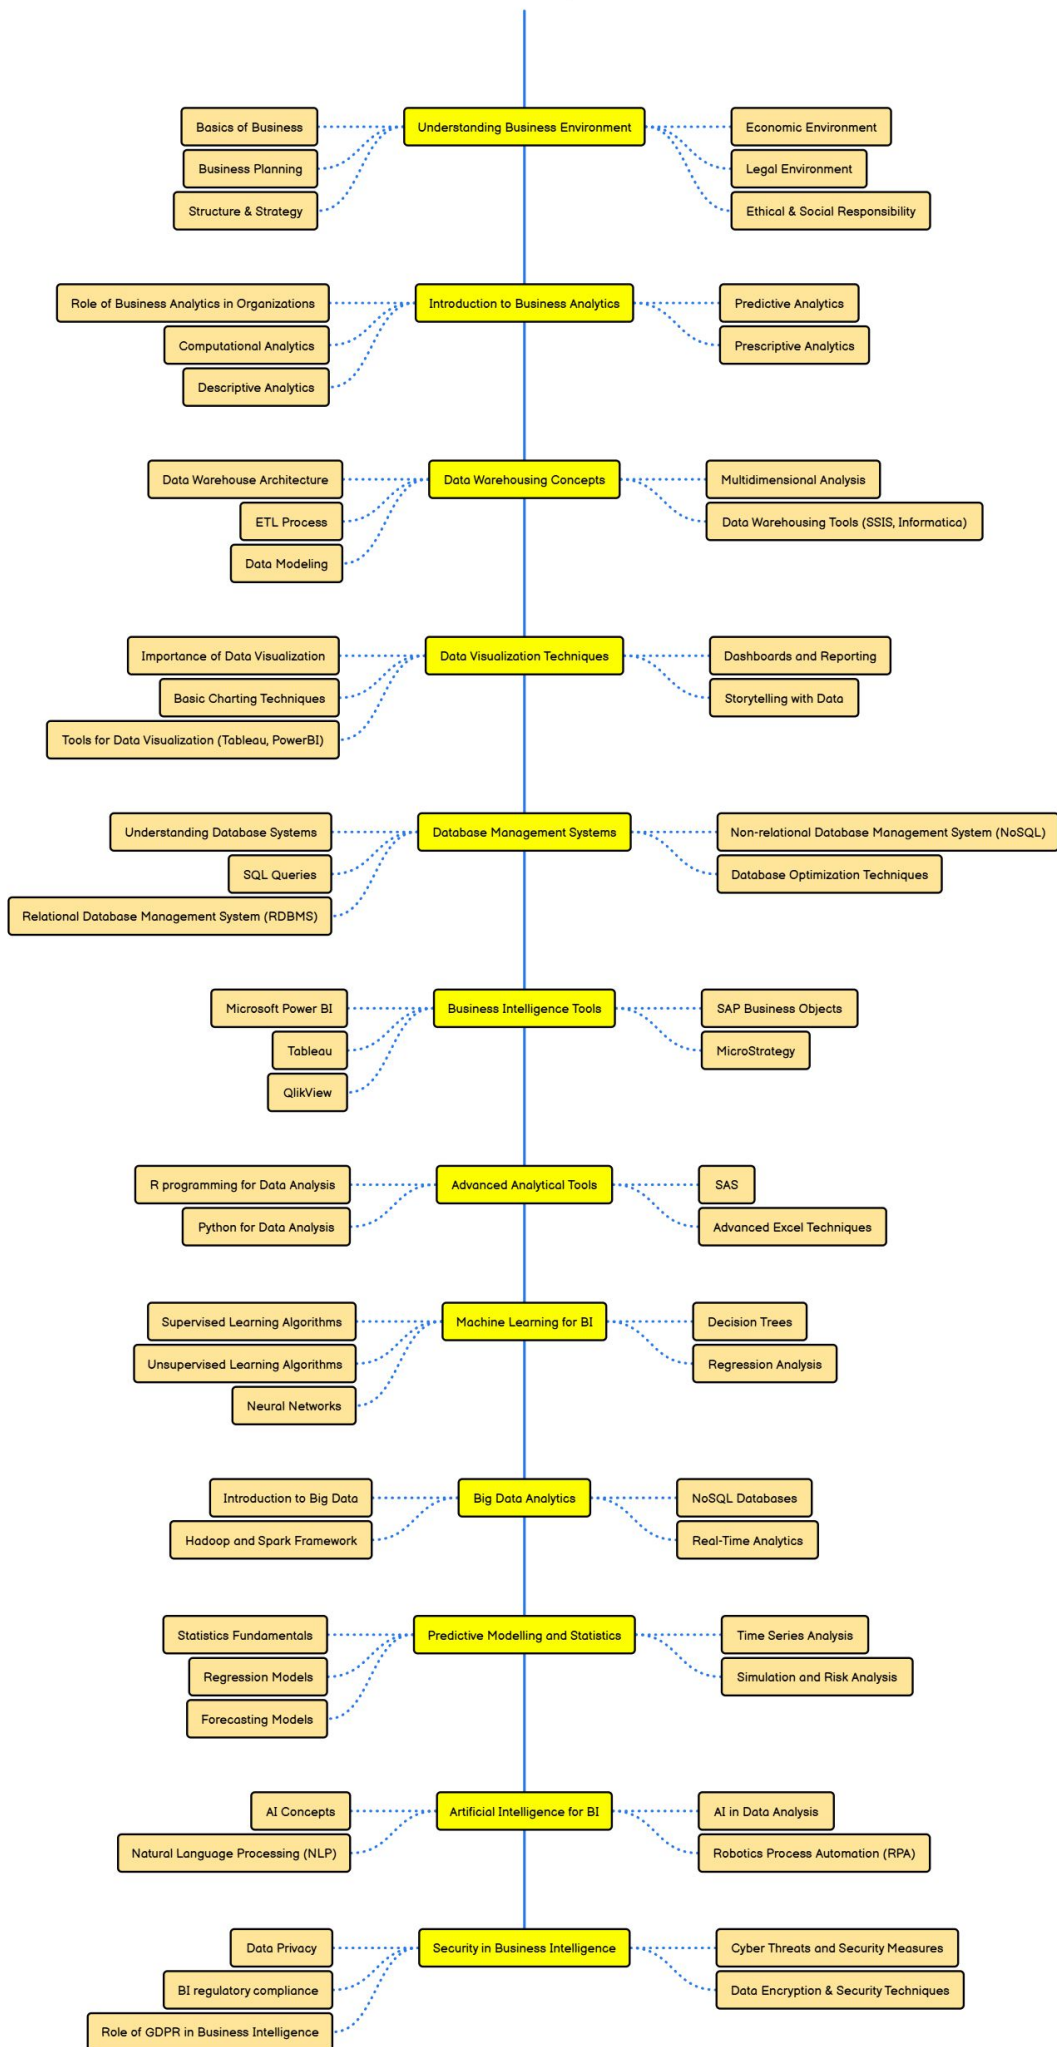 Understanding Business Environment
Basics of Business
Business Planning
Structure & Strategy
Economic Environment
Legal Environment
Ethical & Social Responsibility
Introduction to Business Analytics
Role of Business Analytics in Organizations
Computational Analytics
Descriptive Analytics
Predictive Analytics
Prescriptive Analytics
Data Warehousing Concepts
Data Warehouse Architecture
ETL Process
Data Modeling
Multidimensional Analysis
Data Warehousing Tools (SSIS, Informatica)
Data Visualization Techniques
Importance of Data Visualization
Basic Charting Techniques
Tools for Data Visualization (Tableau, PowerBI)
Dashboards and Reporting
Storytelling with Data
Database Management Systems
Understanding Database Systems
SQL Queries
Relational Database Management System (RDBMS)
Non-relational Database Management System (NoSQL)
Database Optimization Techniques
Business Intelligence Tools
Microsoft Power BI
Tableau
QlikView
SAP Business Objects
MicroStrategy
Advanced Analytical Tools
R programming for Data Analysis
Python for Data Analysis
SAS
Advanced Excel Techniques
Machine Learning for BI
Supervised Learning Algorithms
Unsupervised Learning Algorithms
Neural Networks
Decision Trees
Regression Analysis
Big Data Analytics
Introduction to Big Data
Hadoop and Spark Framework
NoSQL Databases
Real-Time Analytics
Predictive Modelling and Statistics
Statistics Fundamentals
Regression Models
Forecasting Models
Time Series Analysis
Simulation and Risk Analysis
Artificial Intelligence for BI
AI Concepts
Natural Language Processing (NLP)
AI in Data Analysis
Robotics Process Automation (RPA)
Security in Business Intelligence
Data Privacy
BI regulatory compliance
Role of GDPR in Business Intelligence
Cyber Threats and Security Measures
Data Encryption & Security Techniques